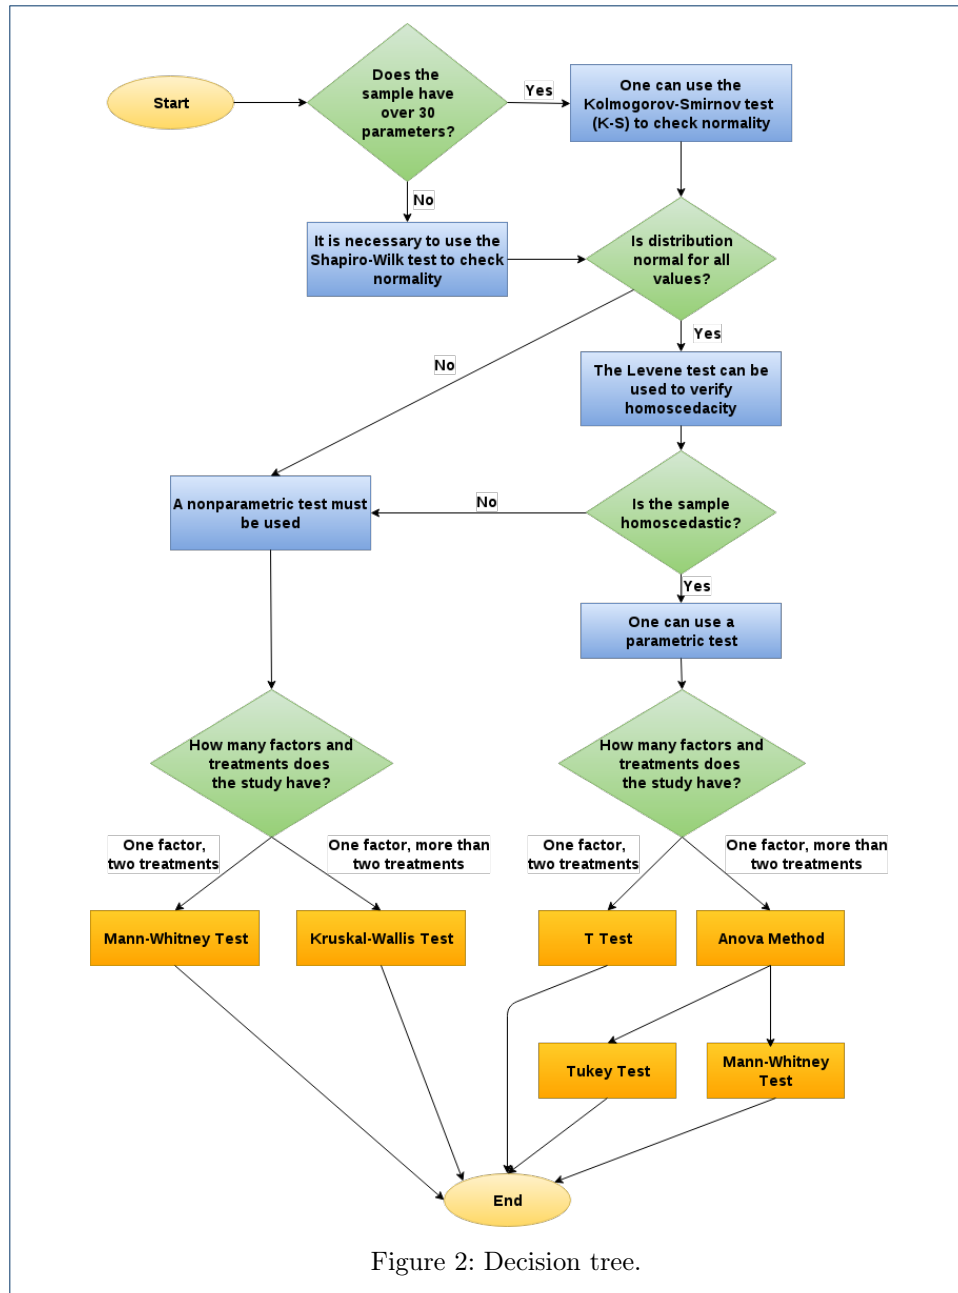 Start
Does the
sample have
over 30
parameters?
Yes
One can use the
Kolmogorov-Smirnov test
(K-S) to check normality
No
It is necessary to use the
Shapiro-Wilk test to check
normality
Is distribution
normal for all
values?
Yes
No
The Levene test can be
used to verify
homoscedacity
A nonparametric test must
be used
No
Is the sample
homoscedastic?
Yes
One can use a
parametric test
How many factors and
treatments does
the study have?
How many factors and
treatments does
the study have?
One factor,
two treatments
One factor, more than
two treatments
One factor,
two treatments
One factor, more than
two treatments
Mann-Whitney Test
Kruskal-Wallis Test
T Test
Anova Method
Tukey Test
Mann-Whitney
Test
End
Figure 2: Decision tree.